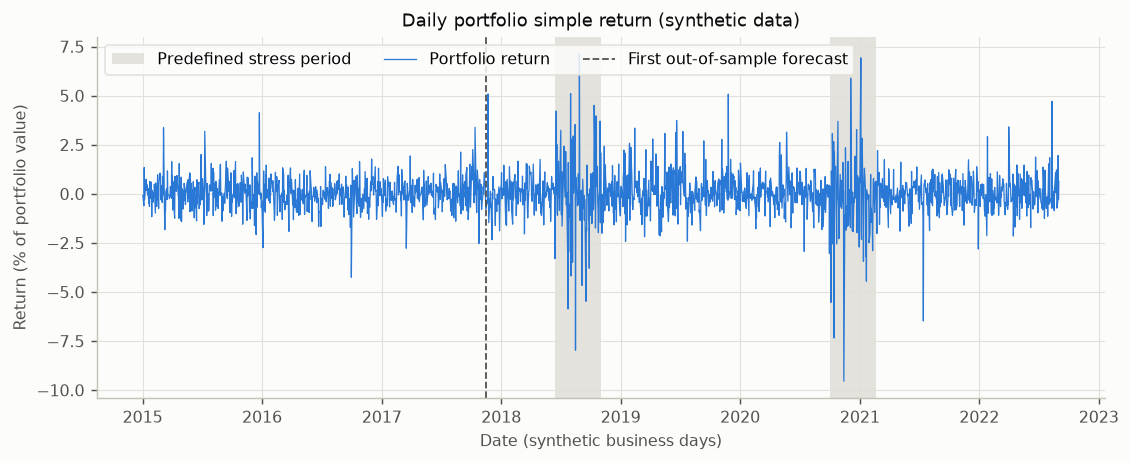 Daily portfolio simple return (synthetic data)
Predefined stress period
Portfolio return
First out-of-sample forecast
Return (% of portfolio value)
7.5
5.0
2.5
0.0
−2.5
−5.0
−7.5
−10.0
2015 2016 2017 2018 2019 2020 2021 2022 2023
Date (synthetic business days)